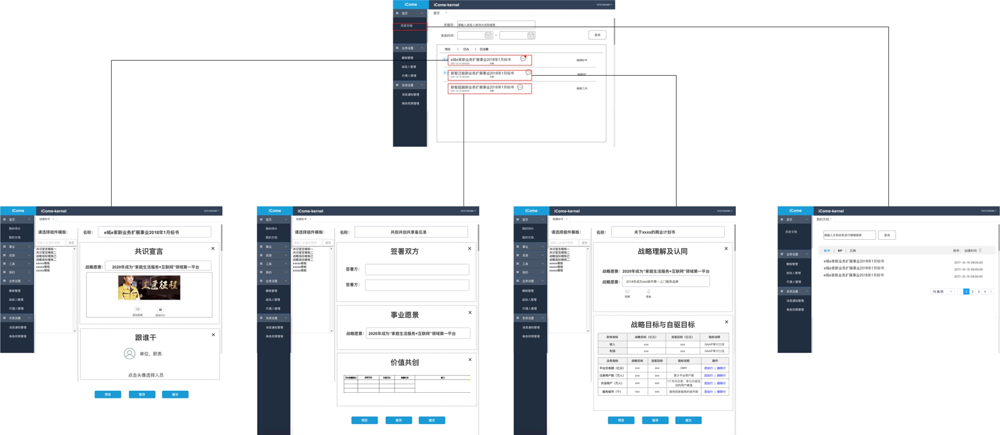 iCome
iCome-kernel
18701302399
首页
首页 ×
历史文档
业务设置
模板管理
战投人管理
代理人管理
系统设置
消息通知管理
角色权限管理
关键词：
请输入战投人或待办名称搜索
发起时间：
--
查询
待办 | 已办 | 已过期
e城e家新业务扩展事业2018年1月标书
2017-12-15 09:00:00
编辑标书
新智泛能新业务扩展事业2018年1月标书
2017-12-15 09:00:00
编辑BP
新智超脑新业务扩展事业2018年1月标书
2017-12-15 09:00:00
编辑三共
iCome
iCome-kernel
18701302399
首页
我的待办
我的文档
事业
资源
工具
我的
业务设置
模板管理
战投人管理
代理人管理
系统设置
消息通知管理
角色权限管理
创建标书 ×
请选择组件模板：
请输入关键字搜索
搜索
共识宣言模板一
共识宣言模板二
战略指标模板已
战略指标模板二
xxxxx模板
xxxxx模板
xxxxx模板
名称：
e城e家新业务扩展事业2018年1月标书
共识宣言
战略愿景：
2020年成为“家庭生活服务+互联网”领域第一平台
工匠征程
添加视频
添加PDF
跟谁干
单位，职务
点击头像选择人员
预览
暂存
提交
iCome
iCome-kernel
18701302399
首页
我的待办
我的文档
事业
资源
工具
我的
业务设置
模板管理
战投人管理
代理人管理
系统设置
消息通知管理
角色权限管理
创建标书 ×
请选择组件模板：
请输入关键字搜索
搜索
共识宣言模板一
共识宣言模板二
战略指标模板已
战略指标模板二
xxxxx模板
xxxxx模板
xxxxx模板
名称：
共担共创共享备忘录
签署双方
签署方：
签署方：
事业愿景
战略愿景：
2020年成为“家庭生活服务+互联网”领域第一平台
价值共创
战略目标
备注
预览
暂存
提交
iCome
iCome-kernel
18701302399
首页
我的待办
我的文档
事业
资源
工具
我的
业务设置
模板管理
战投人管理
代理人管理
系统设置
消息通知管理
角色权限管理
创建标书 ×
请选择组件模板：
请输入关键字搜索
搜索
共识宣言模板一
共识宣言模板二
战略指标模板已
战略指标模板二
xxxxx模板
xxxxx模板
xxxxx模板
名称：
关于xxxx的商业计划书
战略理解及认同
战略愿景：2020年成为“家庭生活服务+互联网”领域第一平台
战略愿景：
2018年成为xxx城市第一上门服务品牌
视频
语音
战略目标与自驱目标
财务指标 战略目标（亿元） 自驱目标（亿元） 指标说明
收入 xxx xxx GAAP审计口径
利润 xxx xxx GAAP审计口径
业务指标 战略目标 自驱目标 指标说明 操作
平台交易额（亿元） xxx xxx GMV 添加行 | 删除行
注册用户数（万人） xxx xxx 累计平台用户数 添加行 | 删除行
月活用户（万人） xxx xxx 1个月内交易、参与内容互动的用户峰值 添加行 | 删除行
服务城市（个） xxx xxx 提供到家服务的城市数 添加行 | 删除行
预览
暂存
提交
iCome
iCome-kernel
18701302399
首页
历史文档
业务设置
模板管理
战投人管理
代理人管理
系统设置
消息通知管理
角色权限管理
我的文档 ×
请输入文档名称进行模糊搜索
查询
标书 | BP | 三共
排序： 创建时间
e城e家新业务扩展事业2018年1月标书
2017-12-15 09:00:00
e城e家新业务扩展事业2018年1月标书
2017-12-15 09:00:00
e城e家新业务扩展事业2018年1月标书
2017-12-15 09:00:00
10 条/页
1 2 3 4